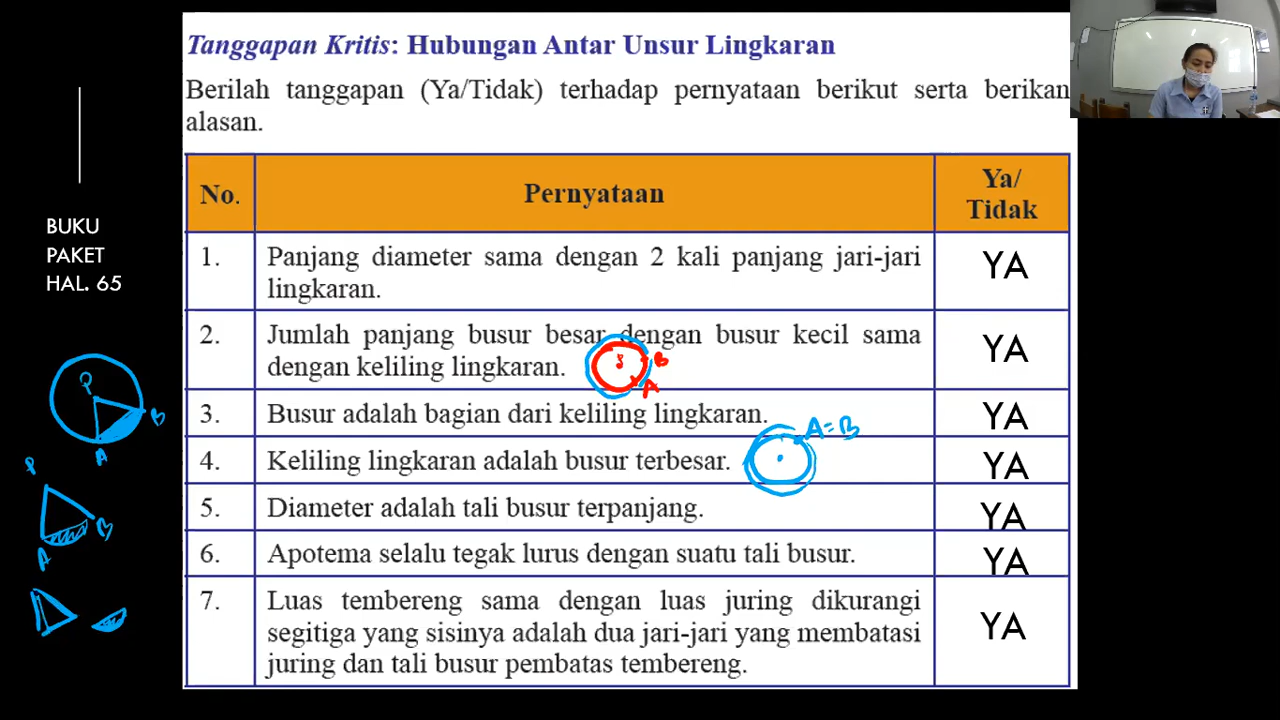 Tanggapan Kritis: Hubungan Antar Unsur Lingkaran
Berilah tanggapan (Ya/Tidak) terhadap pernyataan berikut serta berikan
alasan.
No.
Pernyataan
Ya/
Tidak
BUKU
PAKET
HAL. 65
1.
Panjang diameter sama dengan 2 kali panjang jari-jari
lingkaran.
YA
2.
Jumlah panjang busur besar dengan busur kecil sama
dengan keliling lingkaran.
YA
B
A
3.
Busur adalah bagian dari keliling lingkaran.
YA
A=B
4.
Keliling lingkaran adalah busur terbesar.
YA
5.
Diameter adalah tali busur terpanjang.
YA
6.
Apotema selalu tegak lurus dengan suatu tali busur.
YA
7.
Luas tembereng sama dengan luas juring dikurangi
segitiga yang sisinya adalah dua jari-jari yang membatasi
juring dan tali busur pembatas tembereng.
YA
B
A
P
B
A